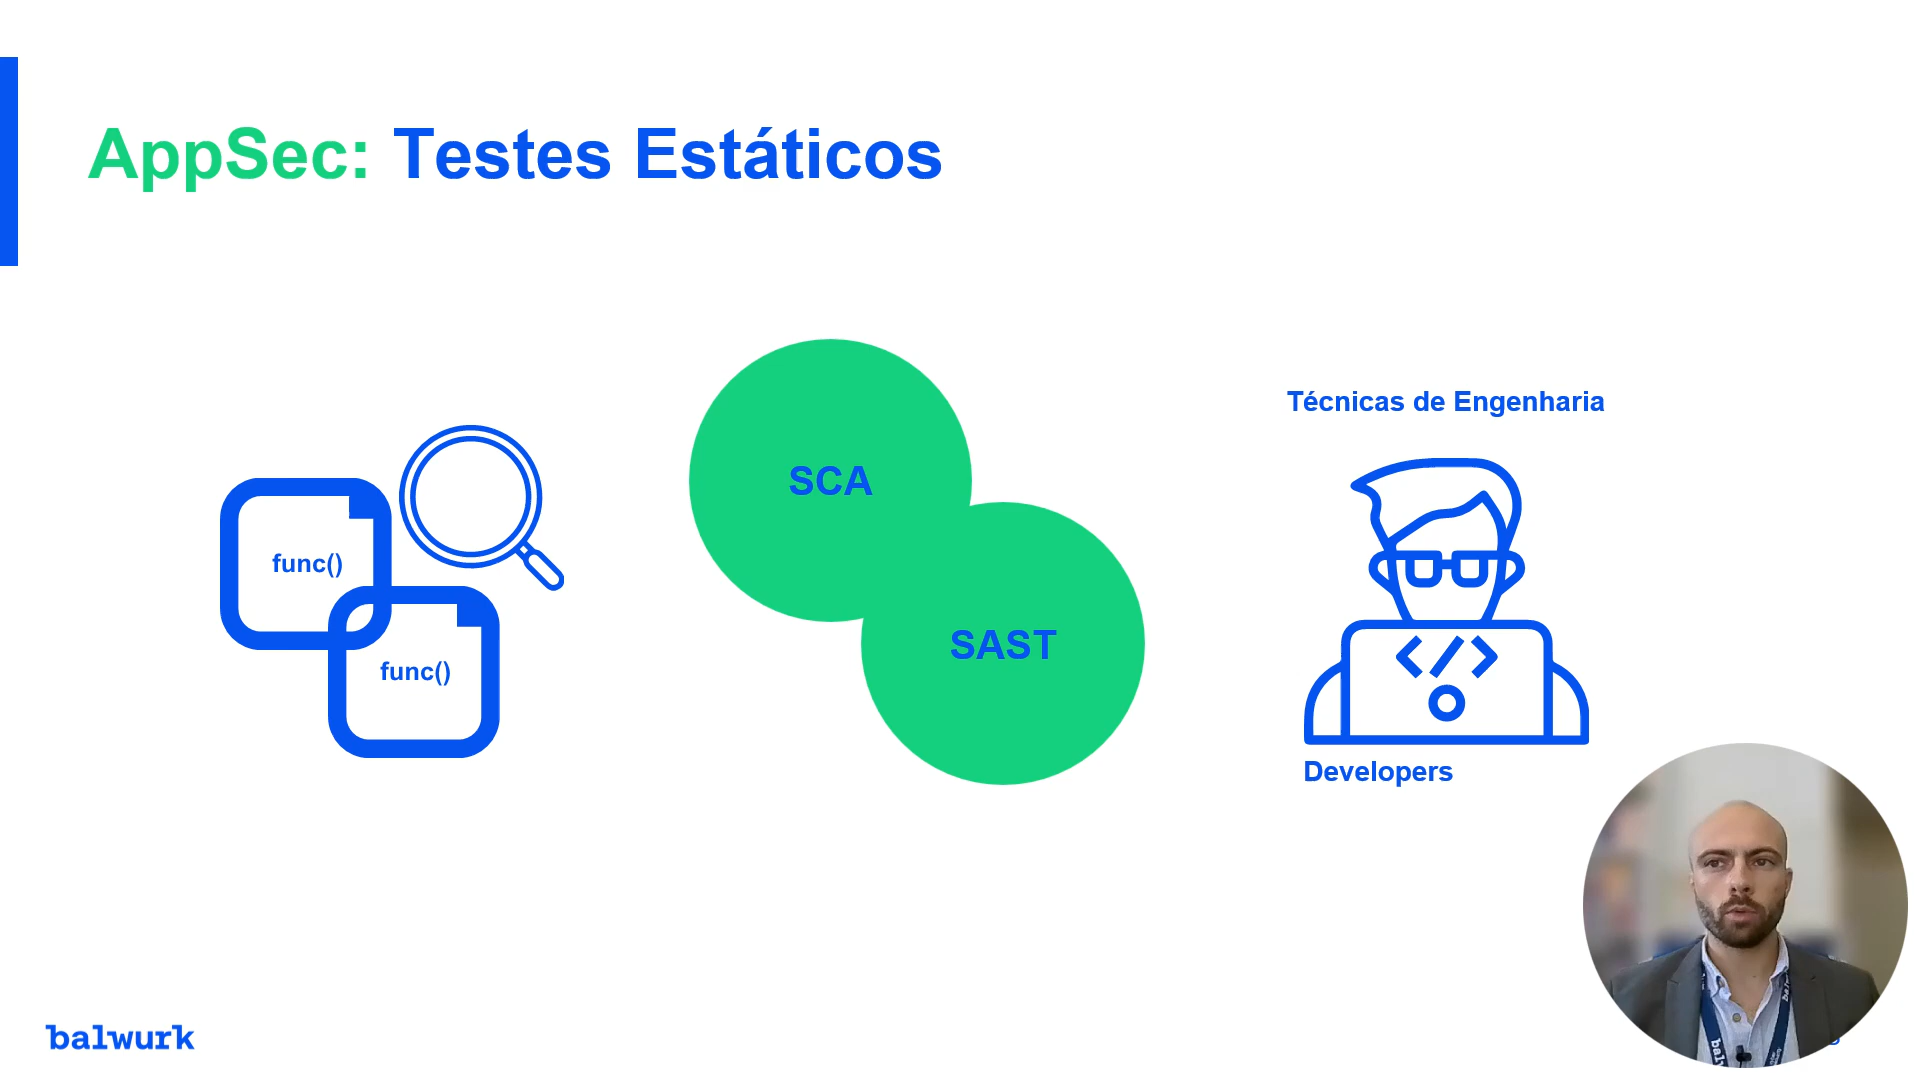 AppSec: Testes Estáticos
func()
func()
SCA
SAST
Técnicas de Engenharia
</>
Developers
balwurk